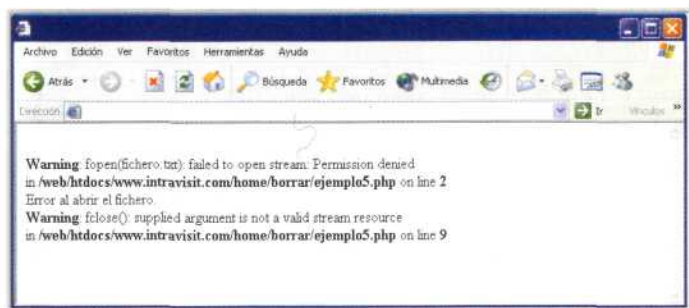 Archivo Edición Ver Favoritos Herramientas Ayuda
Atrás Búsqueda Favoritos Multimedia
Dirección Ir Vínculos »
Warning: fopen(fichero.txt): failed to open stream: Permission denied
in /web/htdocs/www.intravisit.com/home/borrar/ejemplo5.php on line 2
Error al abrir el fichero.
Warning: fclose(): supplied argument is not a valid stream resource
in /web/htdocs/www.intravisit.com/home/borrar/ejemplo5.php on line 9